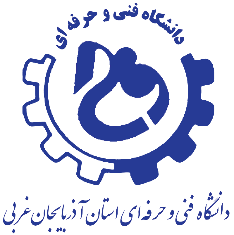 دانشگاه فنی و حرفه ای
دانشگاه فنی و حرفه ای استان آذربایجان غربی